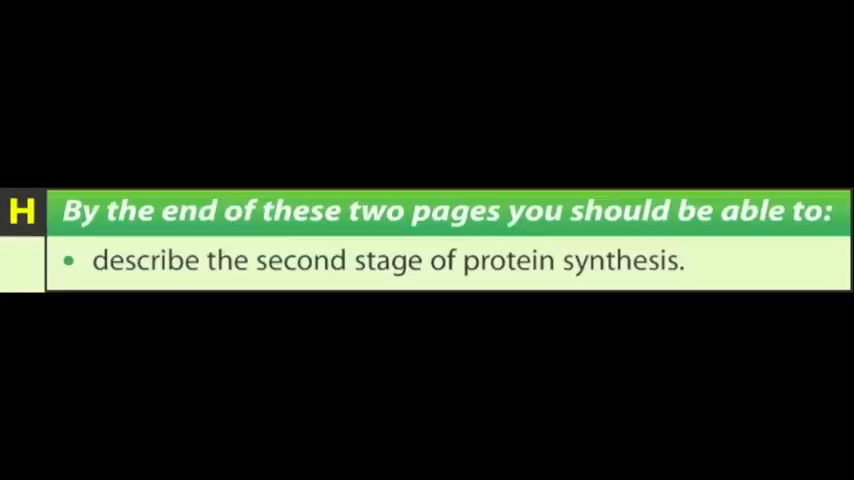 H By the end of these two pages you should be able to:
• describe the second stage of protein synthesis.